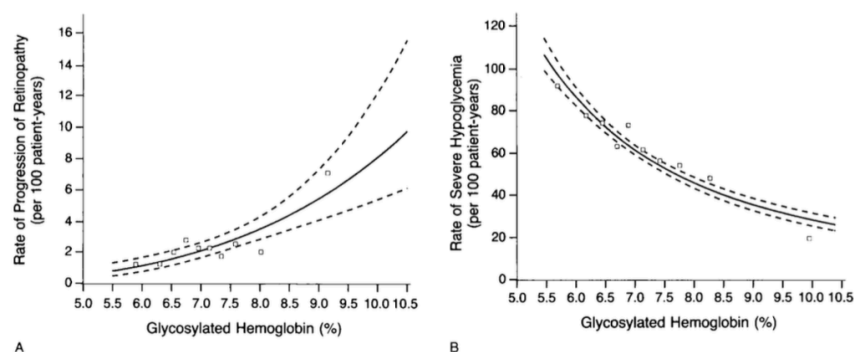 Rate of Progression of Retinopathy
(per 100 patient-years)
16
14
12
10
8
6
4
2
0
5.0 5.5 6.0 6.5 7.0 7.5 8.0 8.5 9.0 9.5 10.0 10.5
Glycosylated Hemoglobin (%)
A
Rate of Severe Hypoglycemia
(per 100 patient-years)
120
100
80
60
40
20
0
5.0 5.5 6.0 6.5 7.0 7.5 8.0 8.5 9.0 9.5 10.0 10.5
Glycosylated Hemoglobin (%)
B